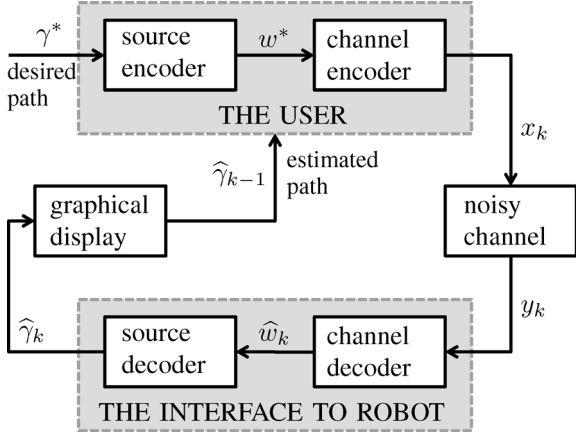 γ*
desired
path
source
encoder
w*
channel
encoder
THE USER
x_k
γ̂_{k−1}
estimated
path
graphical
display
noisy
channel
γ̂_k
source
decoder
ŵ_k
channel
decoder
y_k
THE INTERFACE TO ROBOT